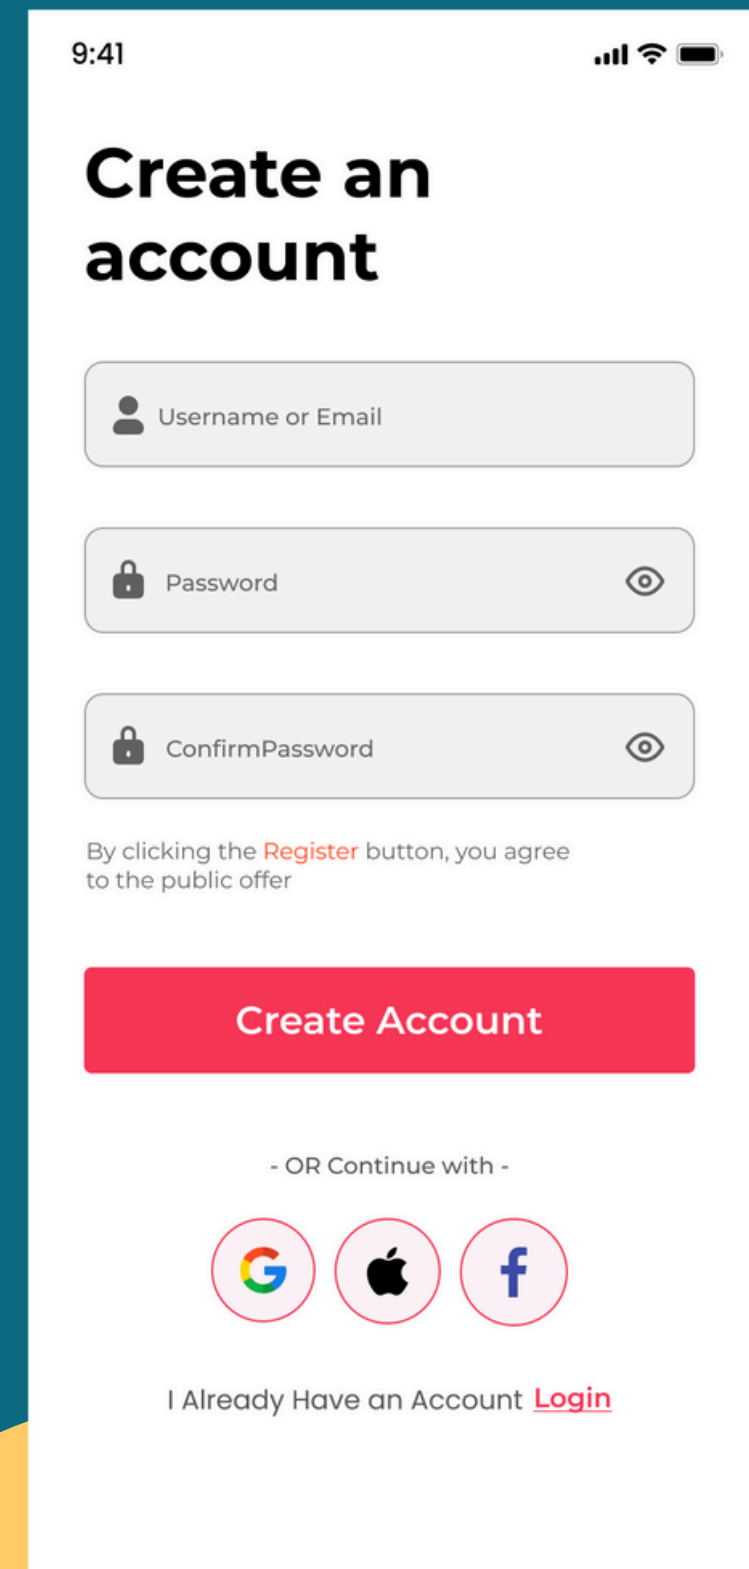 9:41
Create an
account
Username or Email
Password
ConfirmPassword
By clicking the Register button, you agree
to the public offer
Create Account
- OR Continue with -
I Already Have an Account Login